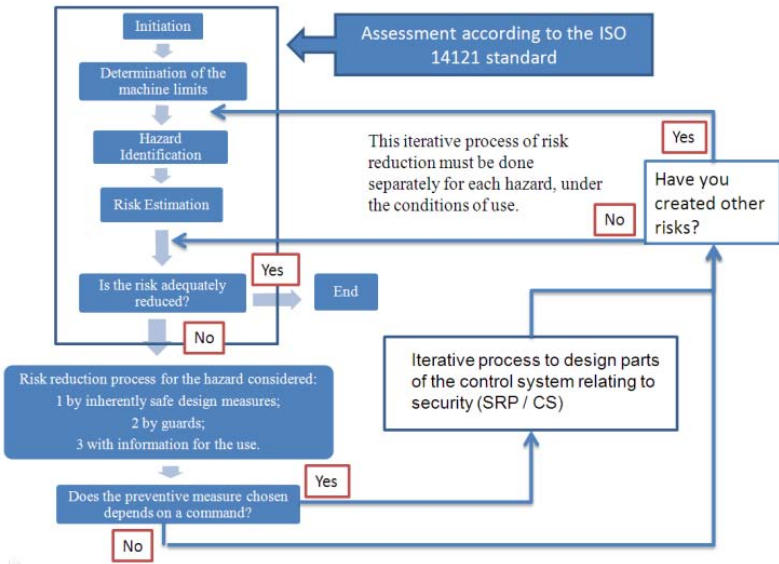 Initiation
Assessment according to the ISO
14121 standard
Determination of the
machine limits
Hazard
Identification
Risk Estimation
This iterative process of risk
reduction must be done
separately for each hazard, under
the conditions of use.
Yes
No
Have you
created other
risks?
Is the risk adequately
reduced?
Yes
End
No
Risk reduction process for the hazard considered:
1 by inherently safe design measures;
2 by guards;
3 with information for the use.
Iterative process to design parts
of the control system relating to
security (SRP / CS)
Does the preventive measure chosen
depends on a command?
Yes
No